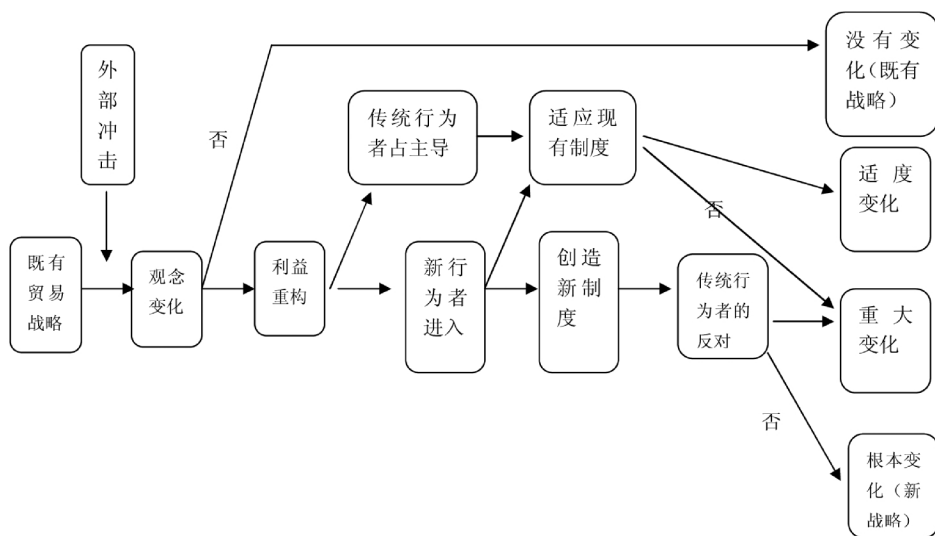 外
部
冲
击
否
没有变
化(既有
战略)
传统行为
者占主导
适应现
有制度
适度
变化
否
既有
贸易
战略
观念
变化
利益
重构
新行
为者
进入
创造
新制
度
传统行
为者的
反对
重大
变化
否
根本变
化（新
战略）